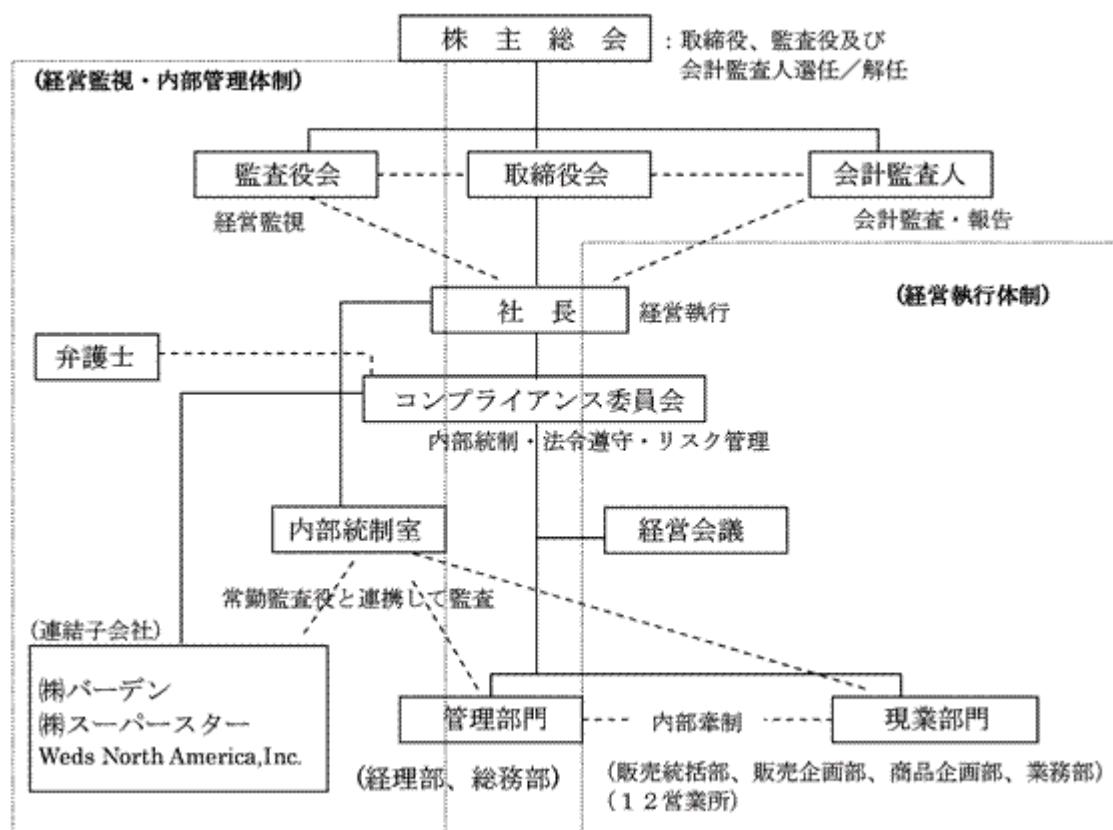 株 主 総 会
: 取締役、監査役及び
会計監査人選任／解任
(経営監視・内部管理体制)
監査役会
取締役会
会計監査人
経営監視
会計監査・報告
(経営執行体制)
社 長
経営執行
弁護士
コンプライアンス委員会
内部統制・法令遵守・リスク管理
内部統制室
経営会議
常勤監査役と連携して監査
(連結子会社)
㈱バーデン
㈱スーパースター
Weds North America,Inc.
管理部門
内部牽制
現業部門
(経理部、総務部)
(販売統括部、販売企画部、商品企画部、業務部)
(１２営業所)